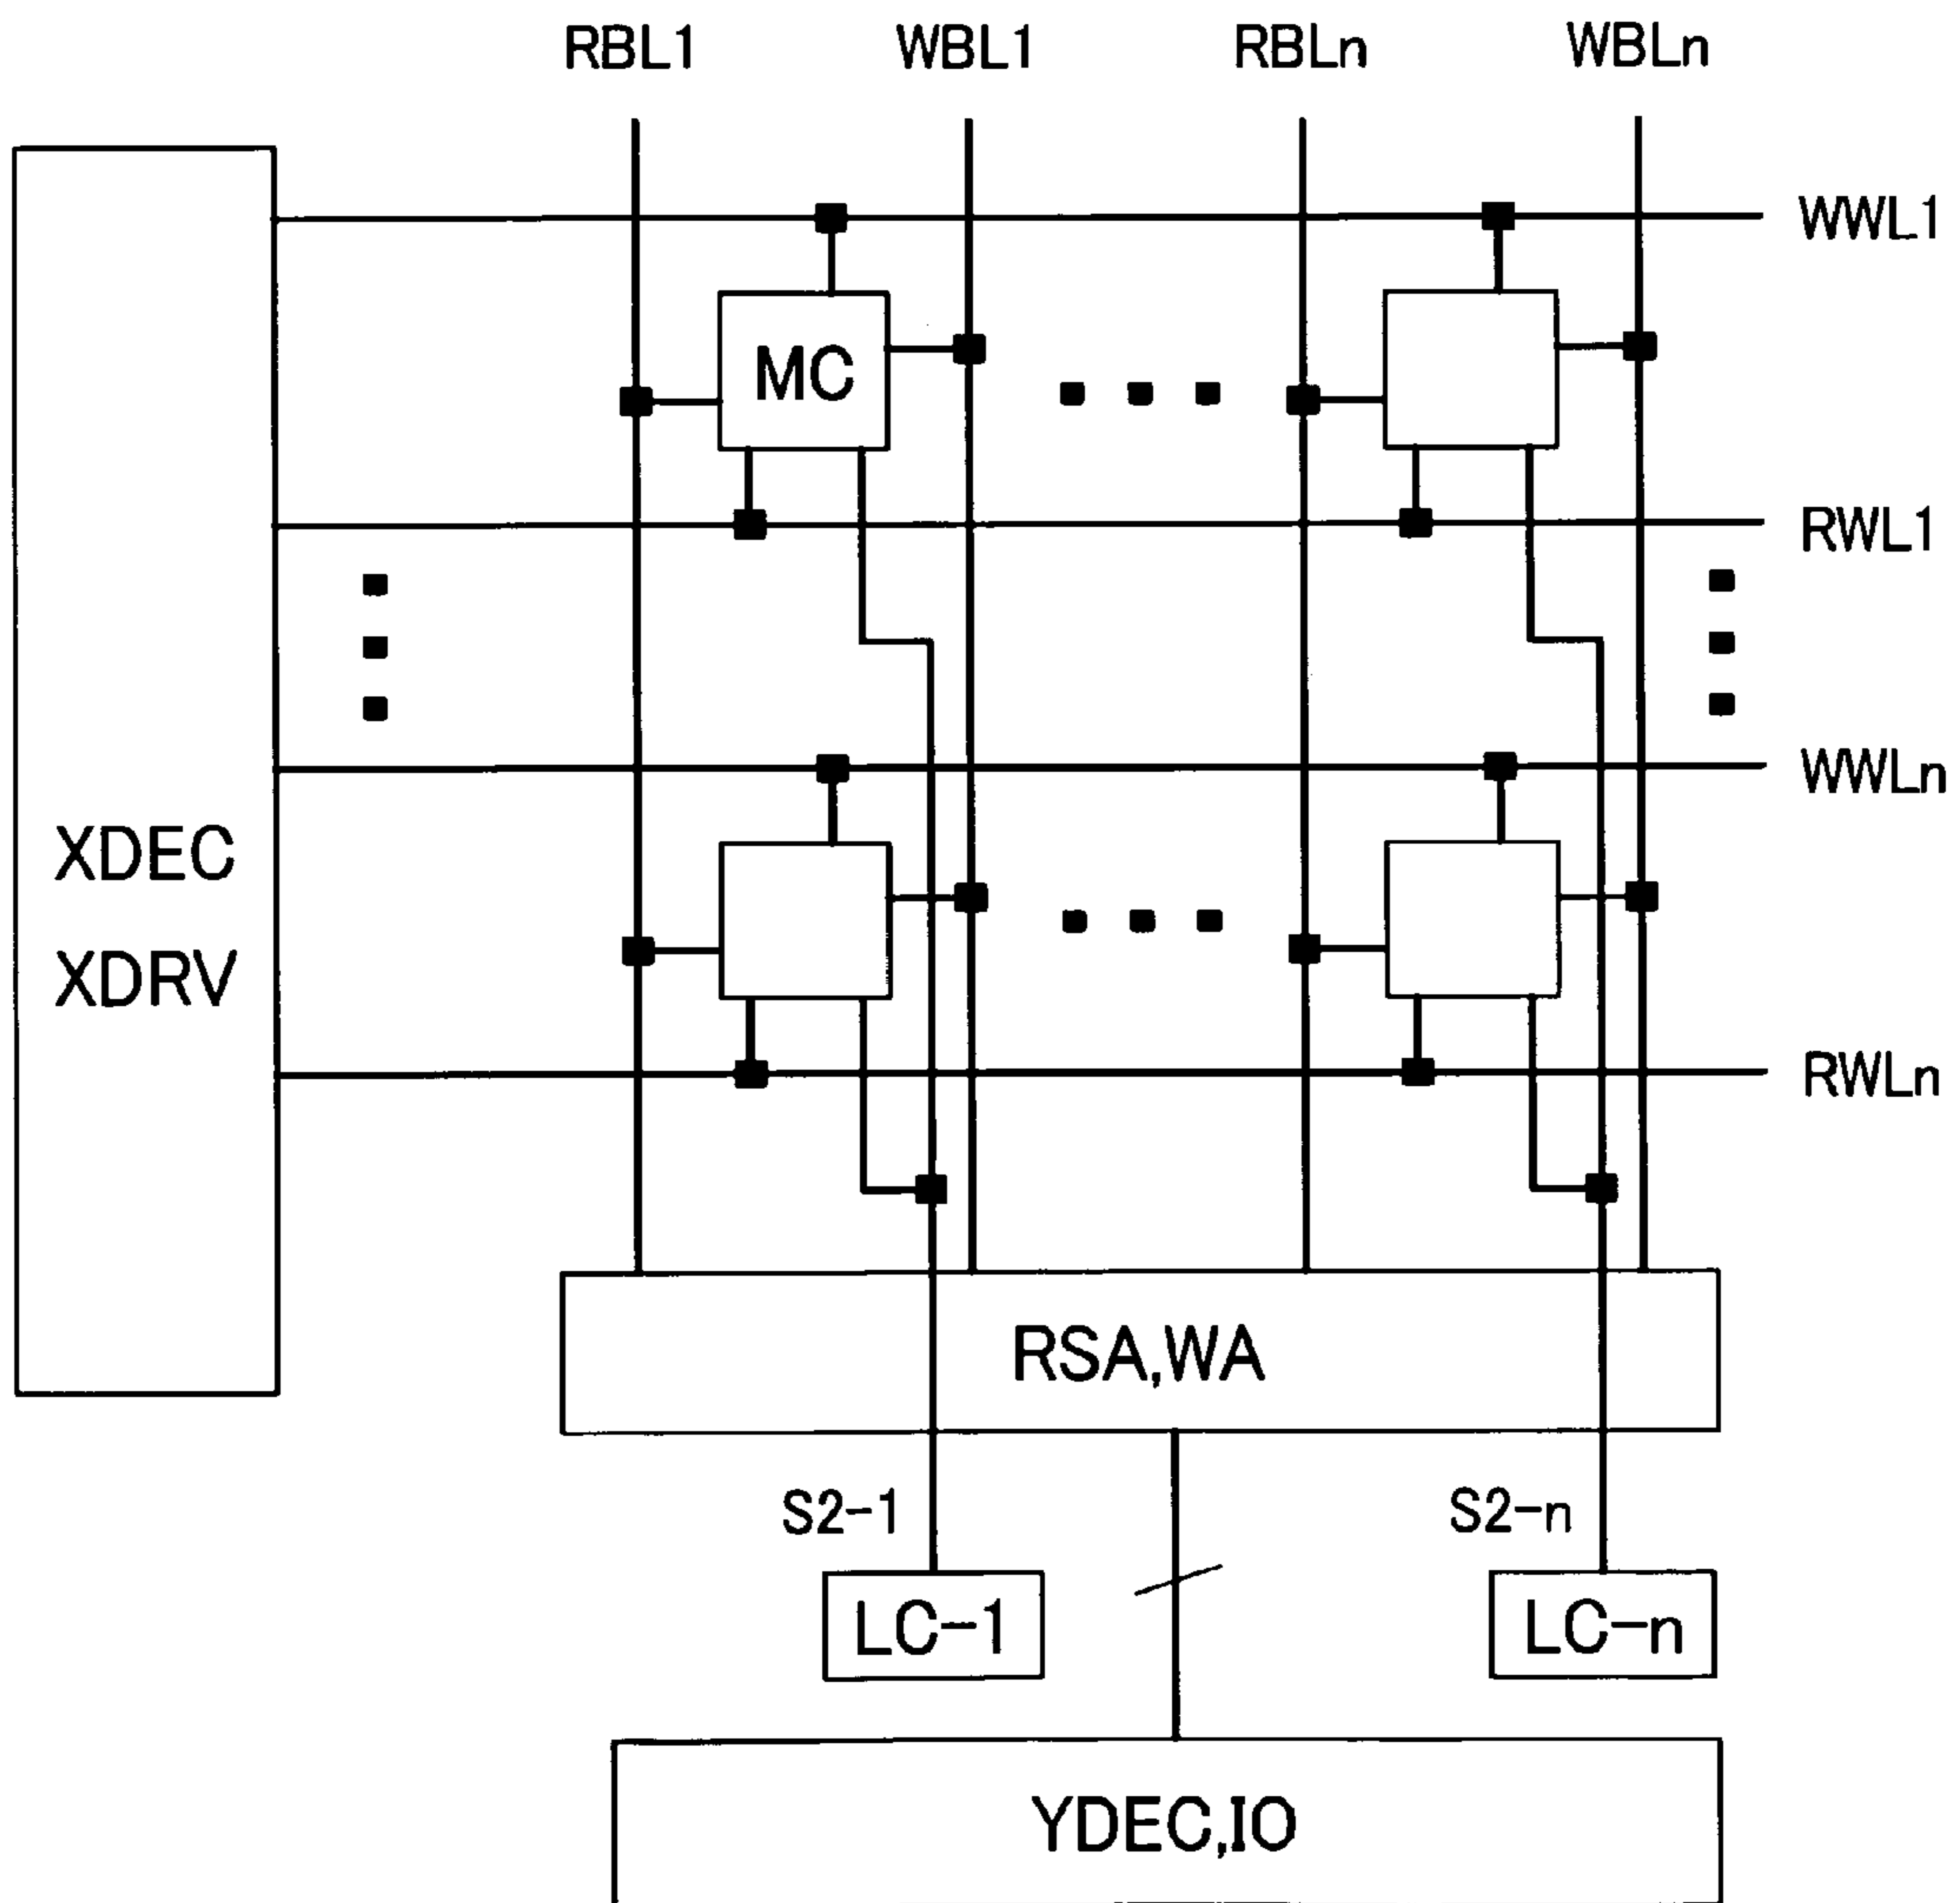 RBL1 WBL1 RBLn WBLn
WWL1
MC
RWL1
WWLn
XDEC
XDRV
RWLn
RSA,WA
S2-1 S2-n
LC-1 LC-n
YDEC,IO